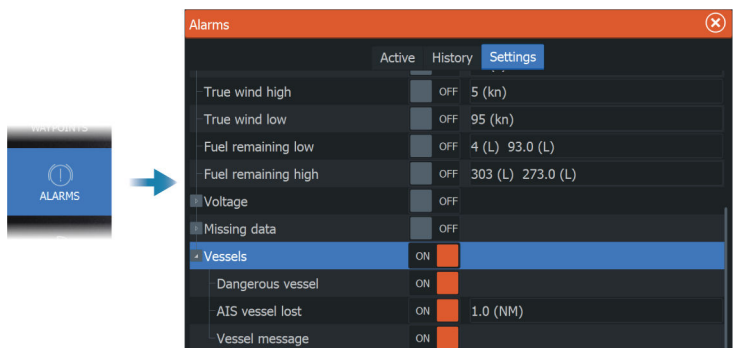 Alarms
Active History Settings
True wind high OFF 5 (kn)
True wind low OFF 95 (kn)
WAYPOINTS
Fuel remaining low OFF 4 (L) 93.0 (L)
Fuel remaining high OFF 303 (L) 273.0 (L)
ALARMS
Voltage OFF
Missing data OFF
Vessels ON
Dangerous vessel ON
AIS vessel lost ON 1.0 (NM)
Vessel message ON